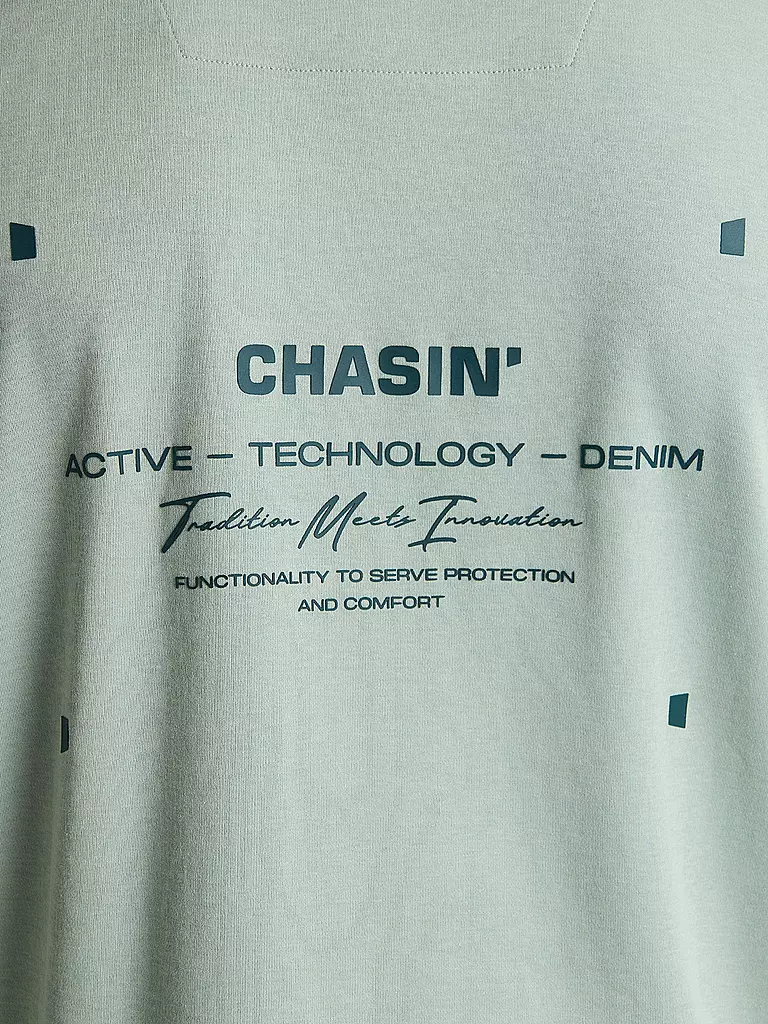 CHASIN'
ACTIVE – TECHNOLOGY – DENIM
Tradition Meets Innovation
FUNCTIONALITY TO SERVE PROTECTION
AND COMFORT